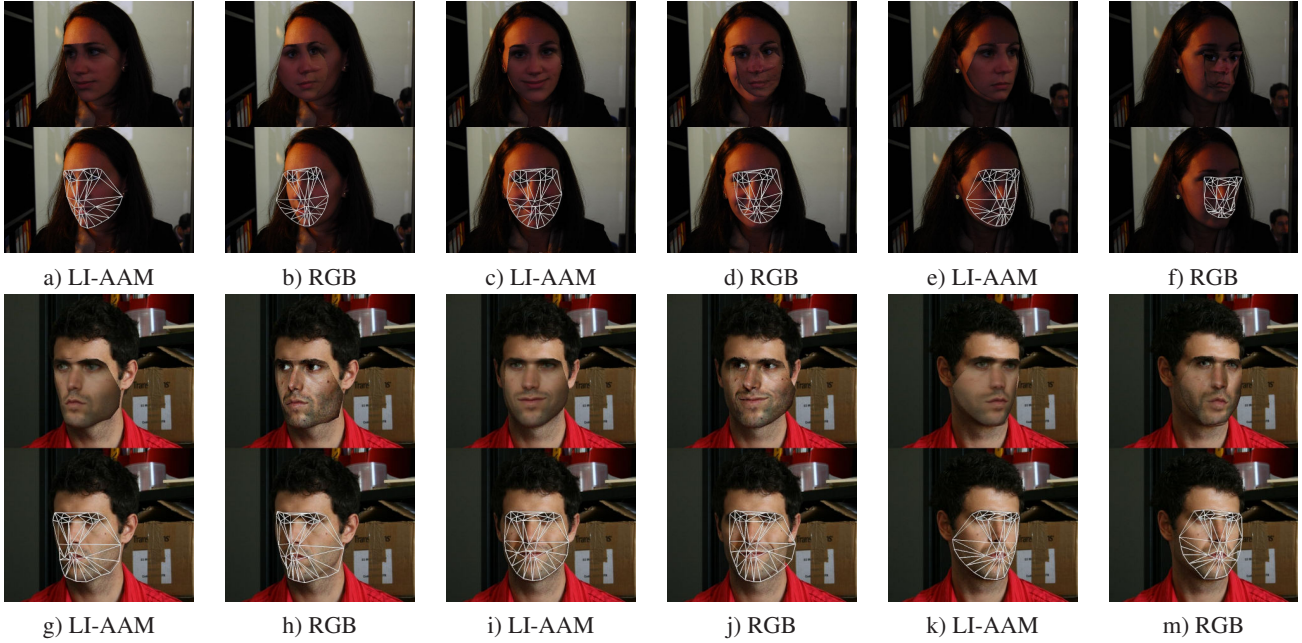 a) LI-AAM b) RGB c) LI-AAM d) RGB e) LI-AAM f) RGB
g) LI-AAM h) RGB i) LI-AAM j) RGB k) LI-AAM m) RGB